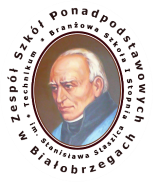 Zespół Szkół Ponadpodstawowych
w Białobrzegach
• Technikum • Branżowa Szkoła I Stopnia •
im. Stanisława Staszica